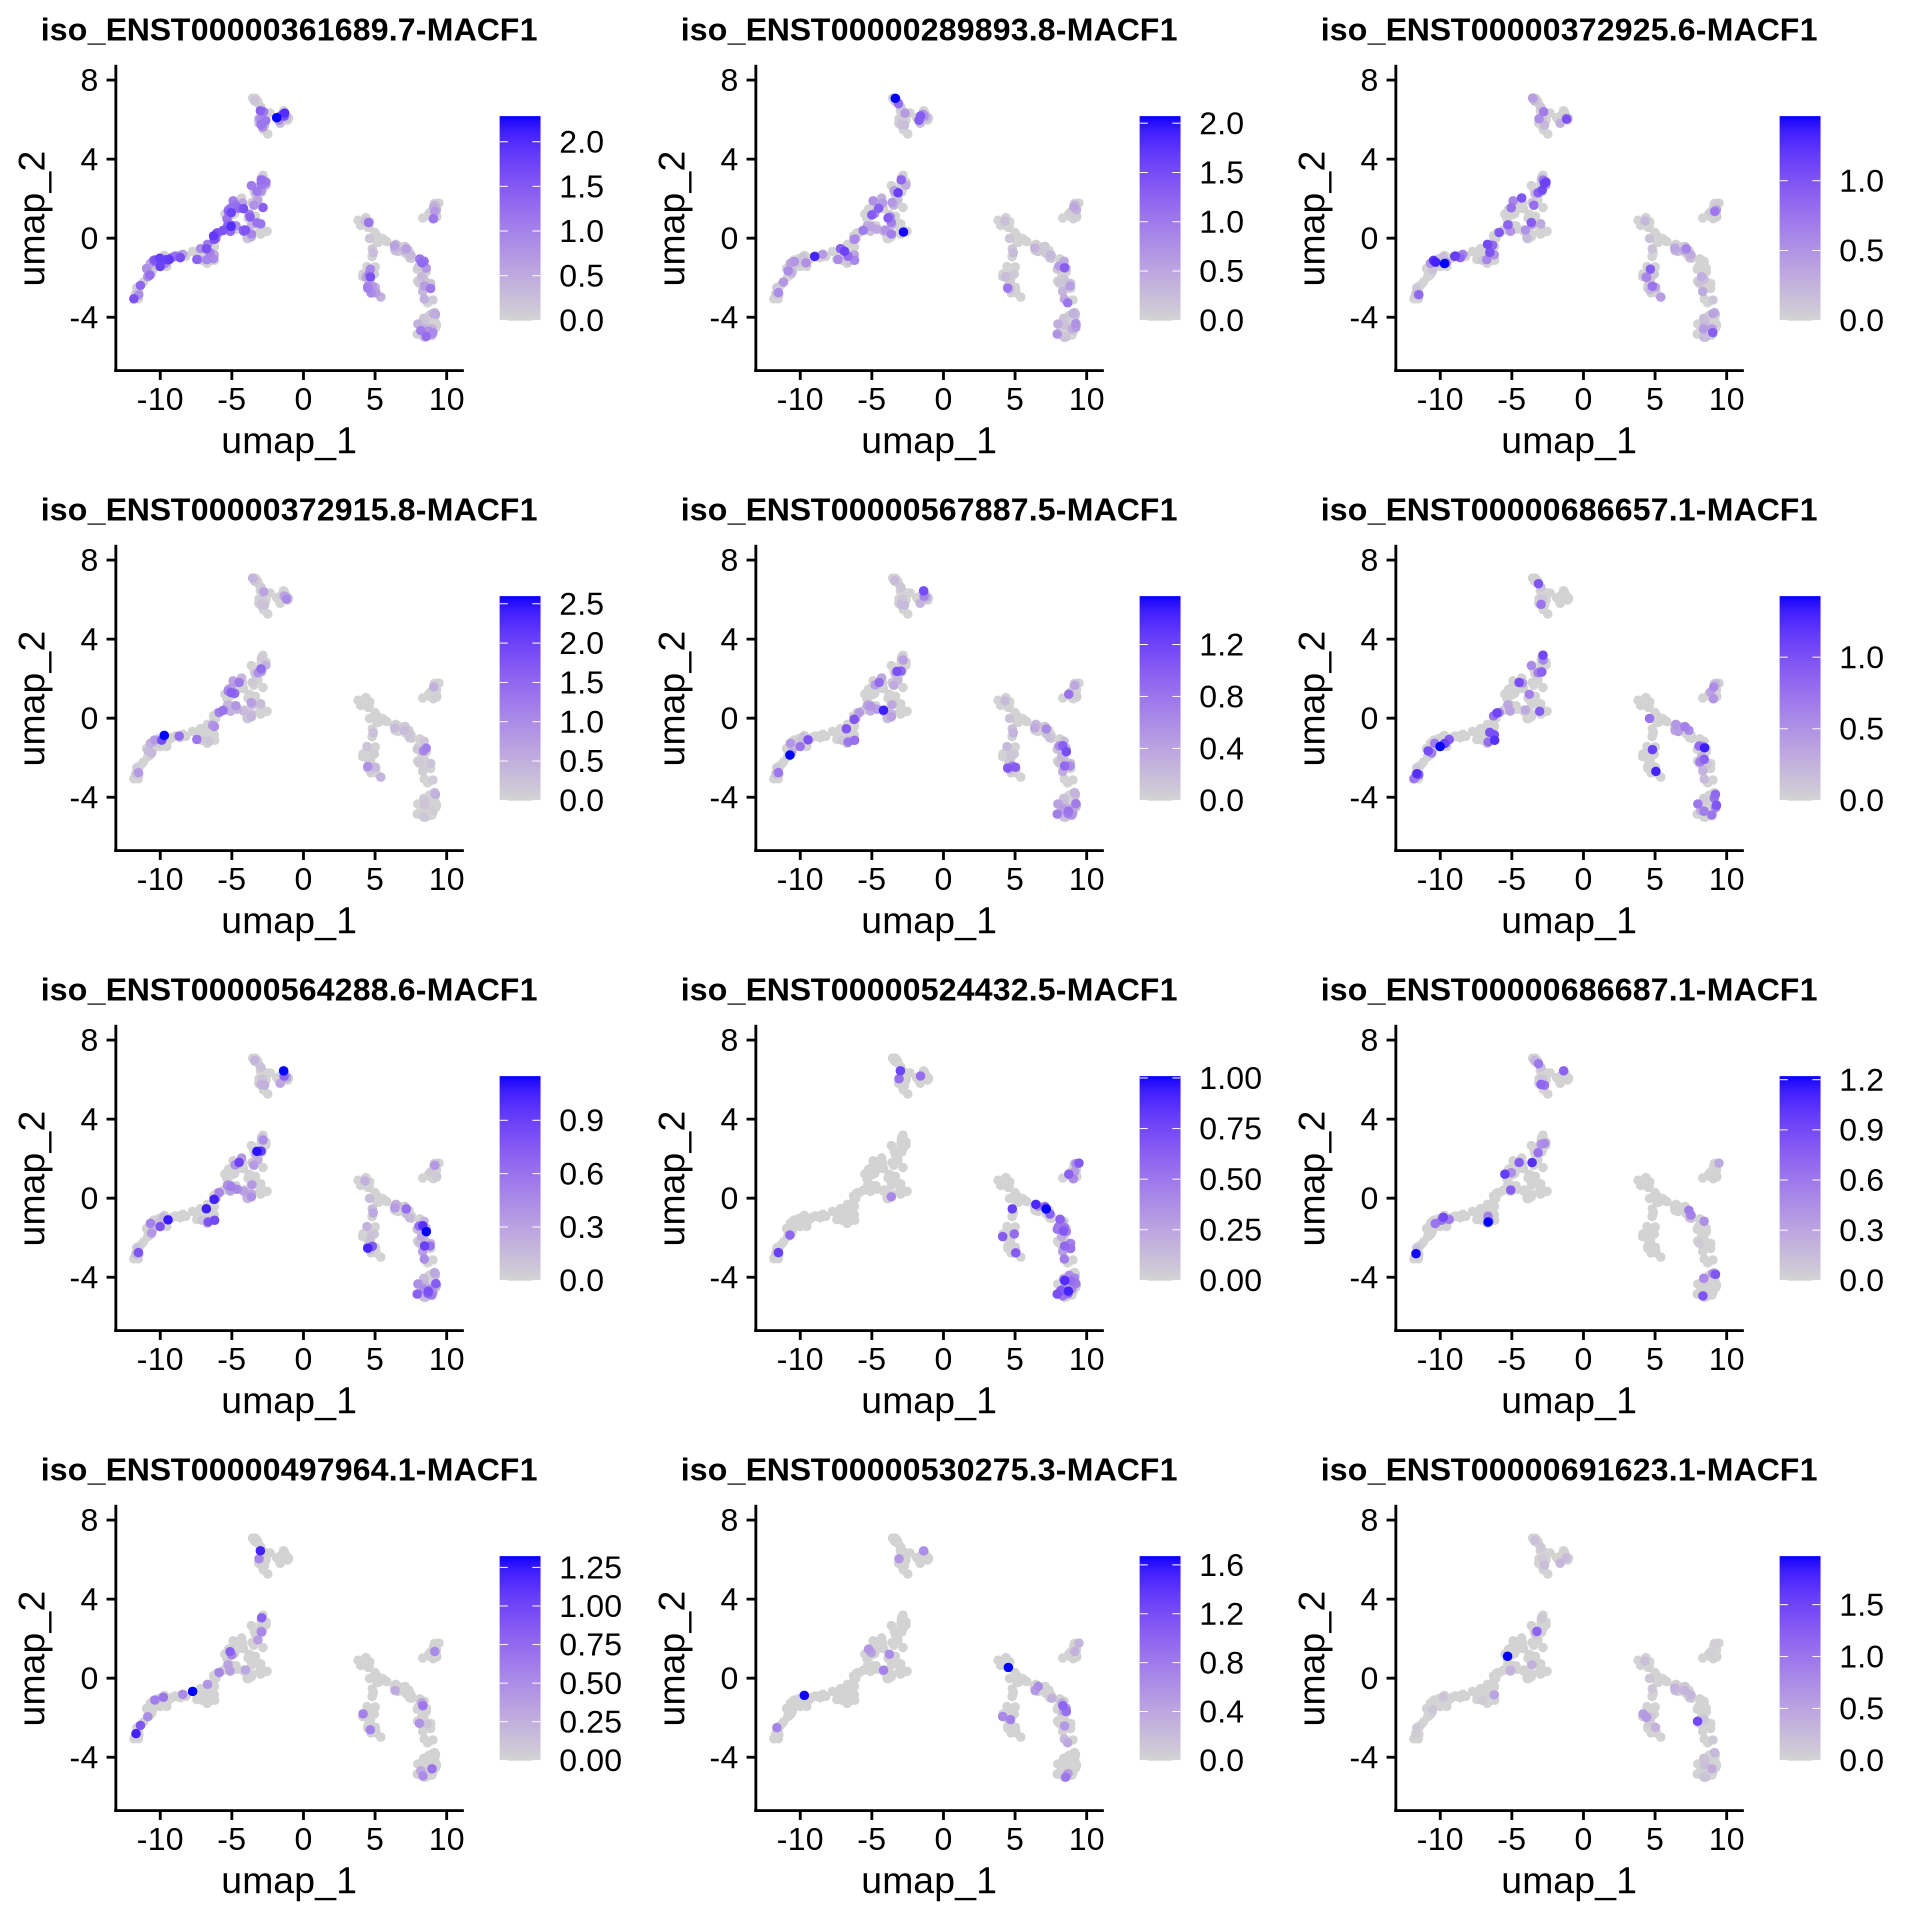 iso_ENST00000361689.7-MACF1
8
4
0
-4
umap_2
-10 -5 0 5 10
umap_1
2.0
1.5
1.0
0.5
0.0
iso_ENST00000289893.8-MACF1
8
4
0
-4
umap_2
-10 -5 0 5 10
umap_1
2.0
1.5
1.0
0.5
0.0
iso_ENST00000372925.6-MACF1
8
4
0
-4
umap_2
-10 -5 0 5 10
umap_1
1.0
0.5
0.0
iso_ENST00000372915.8-MACF1
8
4
0
-4
umap_2
-10 -5 0 5 10
umap_1
2.5
2.0
1.5
1.0
0.5
0.0
iso_ENST00000567887.5-MACF1
8
4
0
-4
umap_2
-10 -5 0 5 10
umap_1
1.2
0.8
0.4
0.0
iso_ENST00000686657.1-MACF1
8
4
0
-4
umap_2
-10 -5 0 5 10
umap_1
1.0
0.5
0.0
iso_ENST00000564288.6-MACF1
8
4
0
-4
umap_2
-10 -5 0 5 10
umap_1
0.9
0.6
0.3
0.0
iso_ENST00000524432.5-MACF1
8
4
0
-4
umap_2
-10 -5 0 5 10
umap_1
1.00
0.75
0.50
0.25
0.00
iso_ENST00000686687.1-MACF1
8
4
0
-4
umap_2
-10 -5 0 5 10
umap_1
1.2
0.9
0.6
0.3
0.0
iso_ENST00000497964.1-MACF1
8
4
0
-4
umap_2
-10 -5 0 5 10
umap_1
1.25
1.00
0.75
0.50
0.25
0.00
iso_ENST00000530275.3-MACF1
8
4
0
-4
umap_2
-10 -5 0 5 10
umap_1
1.6
1.2
0.8
0.4
0.0
iso_ENST00000691623.1-MACF1
8
4
0
-4
umap_2
-10 -5 0 5 10
umap_1
1.5
1.0
0.5
0.0